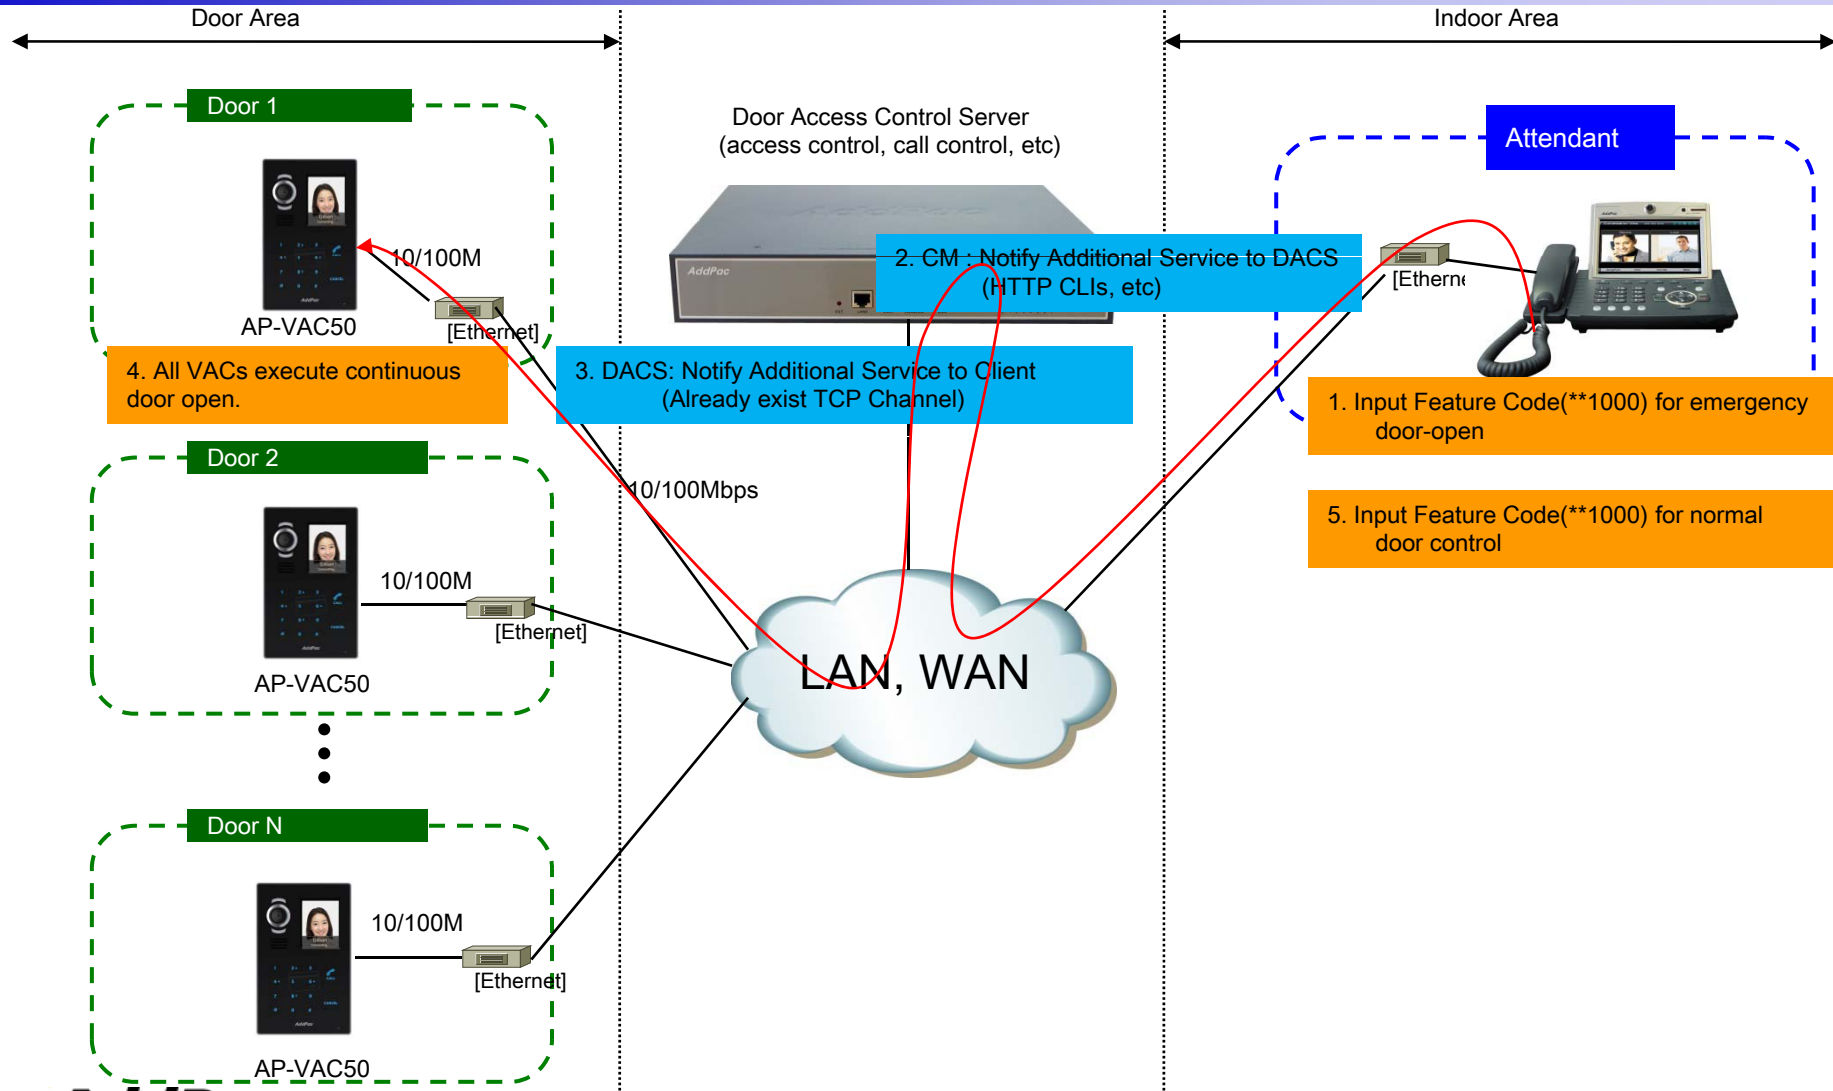 Door Area
Indoor Area
Door 1
Door Access Control Server
(access control, call control, etc)
Attendant
10/100M
AddPac
2. CM : Notify Additional Service to DACS
(HTTP CLIs, etc)
[Etherne
AP-VAC50
[Ethernet]
4. All VACs execute continuous
door open.
3. DACS: Notify Additional Service to Client
(Already exist TCP Channel)
1. Input Feature Code(**1000) for emergency
door-open
Door 2
10/100Mbps
5. Input Feature Code(**1000) for normal
door control
10/100M
[Ethernet]
AddPac
AP-VAC50
LAN, WAN
Door N
10/100M
[Ethernet]
AddPac
AP-VAC50